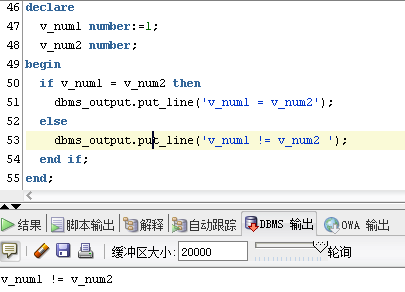 46 declare
47 v_num1 number:=1;
48 v_num2 number;
49 begin
50 if v_num1 = v_num2 then
51 dbms_output.put_line('v_num1 = v_num2');
52 else
53 dbms_output.put_line('v_num1 != v_num2 ');
54 end if;
55 end;
结果 脚本输出 解释 自动跟踪 DBMS 输出 OWA 输出
缓冲区大小: 20000 轮询
v_num1 != v_num2